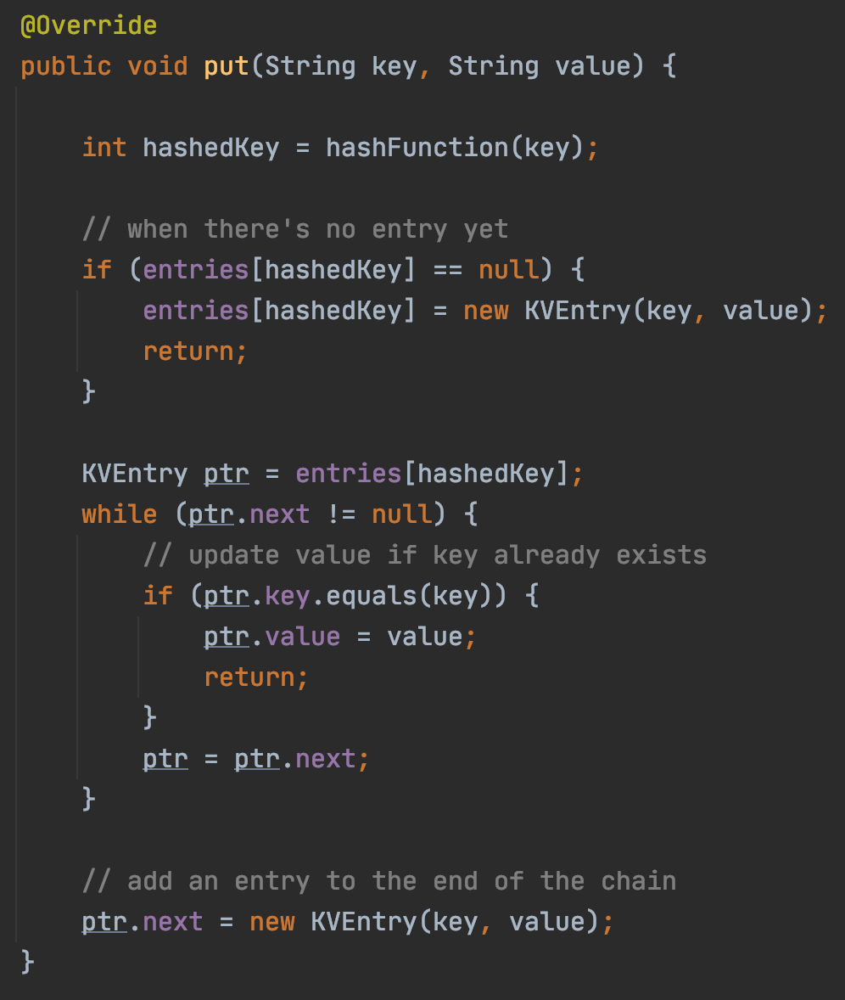 @Override
public void put(String key, String value) {
int hashedKey = hashFunction(key);
// when there's no entry yet
if (entries[hashedKey] == null) {
entries[hashedKey] = new KVEntry(key, value);
return;
}
KVEntry ptr = entries[hashedKey];
while (ptr.next != null) {
// update value if key already exists
if (ptr.key.equals(key)) {
ptr.value = value;
return;
}
ptr = ptr.next;
}
// add an entry to the end of the chain
ptr.next = new KVEntry(key, value);
}